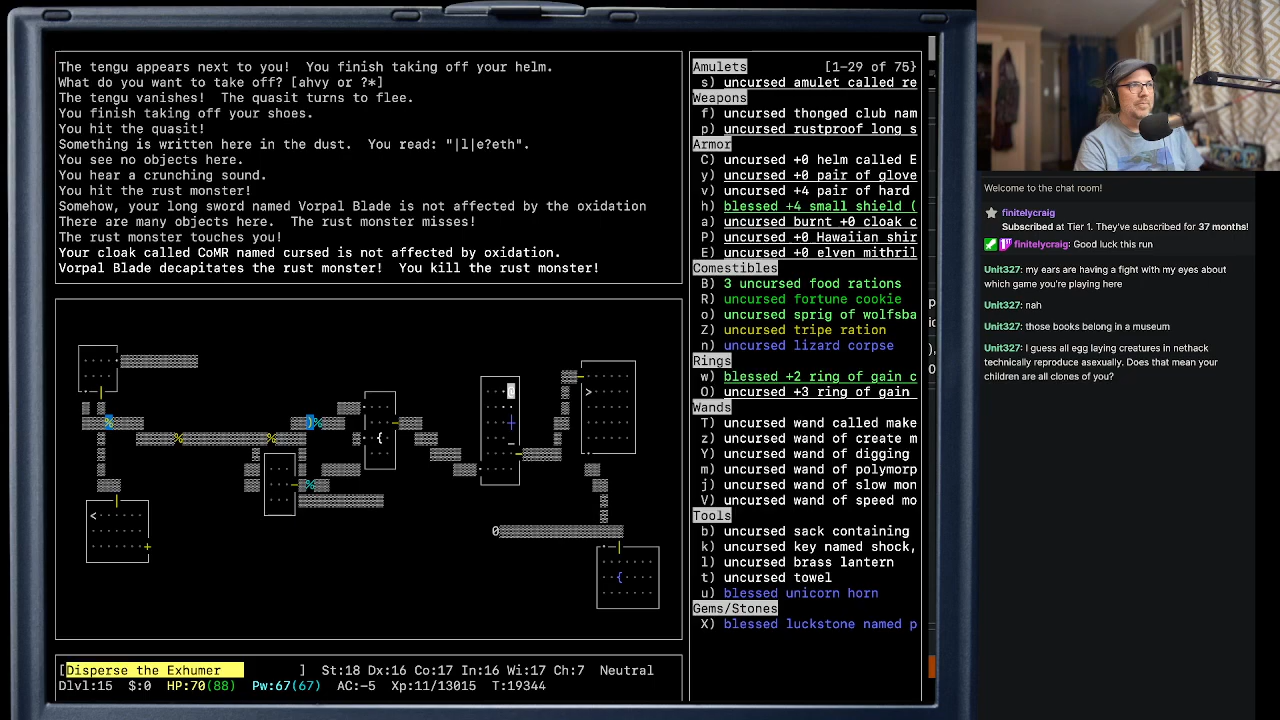 The tengu appears next to you!  You finish taking off your helm.
What do you want to take off? [ahvy or ?*]
The tengu vanishes!  The quasit turns to flee.
You finish taking off your shoes.
You hit the quasit!
Something is written here in the dust.  You read: "|l|e?eth".
You see no objects here.
You hear a crunching sound.
You hit the rust monster!
Somehow, your long sword named Vorpal Blade is not affected by the oxidation
There are many objects here.  The rust monster misses!
The rust monster touches you!
Your cloak called CoMR named cursed is not affected by oxidation.
Vorpal Blade decapitates the rust monster!  You kill the rust monster!
[Disperse the Exhumer ] St:18 Dx:16 Co:17 In:16 Wi:17 Ch:7 Neutral
Dlvl:15 $:0 HP:70(88) Pw:67(67) AC:-5 Xp:11/13015 T:19344
Amulets [1-29 of 75}
s) uncursed amulet called re
Weapons
f) uncursed thonged club nam
p) uncursed rustproof long s
Armor
C) uncursed +0 helm called E
y) uncursed +0 pair of glove
v) uncursed +4 pair of hard
h) blessed +4 small shield (
a) uncursed burnt +0 cloak c
P) uncursed +0 Hawaiian shir
E) uncursed +0 elven mithril
Comestibles
B) 3 uncursed food rations
R) uncursed fortune cookie
o) uncursed sprig of wolfsba
Z) uncursed tripe ration
n) uncursed lizard corpse
Rings
w) blessed +2 ring of gain c
O) uncursed +3 ring of gain
Wands
T) uncursed wand called make
z) uncursed wand of create m
Y) uncursed wand of digging
m) uncursed wand of polymorp
j) uncursed wand of slow mon
V) uncursed wand of speed mo
Tools
b) uncursed sack containing
k) uncursed key named shock,
l) uncursed brass lantern
t) uncursed towel
u) blessed unicorn horn
Gems/Stones
X) blessed luckstone named p
Welcome to the chat room!
finitelycraig
Subscribed at Tier 1. They've subscribed for 37 months!
finitelycraig: Good luck this run
Unit327: my ears are having a fight with my eyes about
which game you're playing here
Unit327: nah
Unit327: those books belong in a museum
Unit327: I guess all egg laying creatures in nethack
technically reproduce asexually. Does that mean your
children are all clones of you?